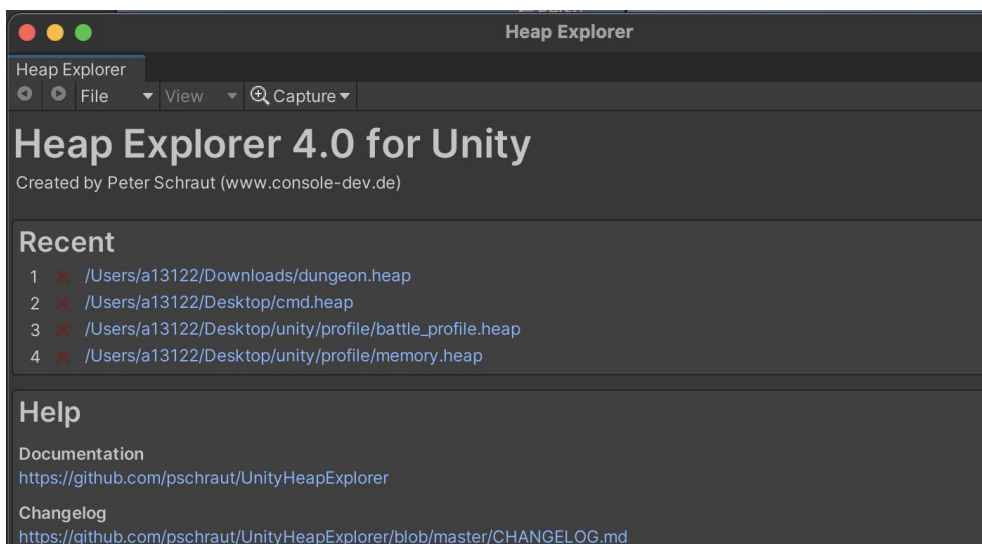 Heap Explorer
Heap Explorer
File View Capture
Heap Explorer 4.0 for Unity
Created by Peter Schraut (www.console-dev.de)
Recent
1 /Users/a13122/Downloads/dungeon.heap
2 /Users/a13122/Desktop/cmd.heap
3 /Users/a13122/Desktop/unity/profile/battle_profile.heap
4 /Users/a13122/Desktop/unity/profile/memory.heap
Help
Documentation
https://github.com/pschraut/UnityHeapExplorer
Changelog
https://github.com/pschraut/UnityHeapExplorer/blob/master/CHANGELOG.md